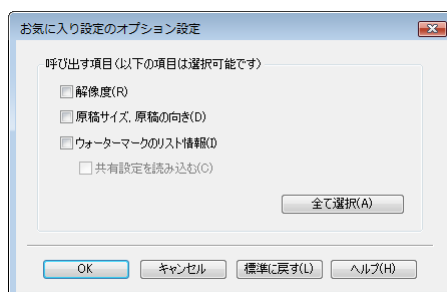 お気に入り設定のオプション設定
呼び出す項目(以下の項目は選択可能です)
解像度(R)
原稿サイズ, 原稿の向き(D)
ウォーターマークのリスト情報(I)
共有設定を読み込む(C)
全て選択(A)
OK キャンセル 標準に戻す(L) ヘルプ(H)